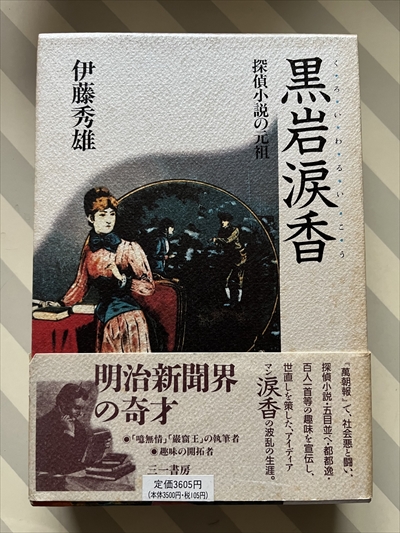 黒岩涙香
くろいわるいこう
探偵小説の元祖
伊藤秀雄
『萬朝報』て、社会悪と闘い、
探偵小説・五目並べ・都都逸・
百人一首等の趣味を宣伝し、
世直しを策した、アイディア
マン涙香の波乱の生涯。
明治新聞界
の奇才
●「噫無情」「巖窟王」の執筆者
●趣味の開拓者
三一書房
定価3605円
(本体3500円・税105円)